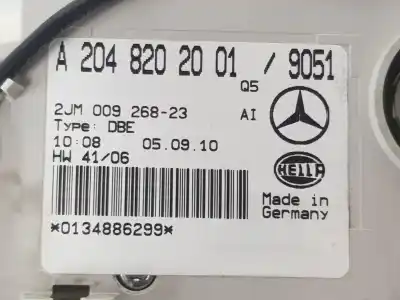 A 204 820 20 01 / 9051
Q5
2JM 009 268-23 AI
Type: DBE
10:08 05.09.10
HW 41/06
HELLA
Made in
Germany
*0134886299*